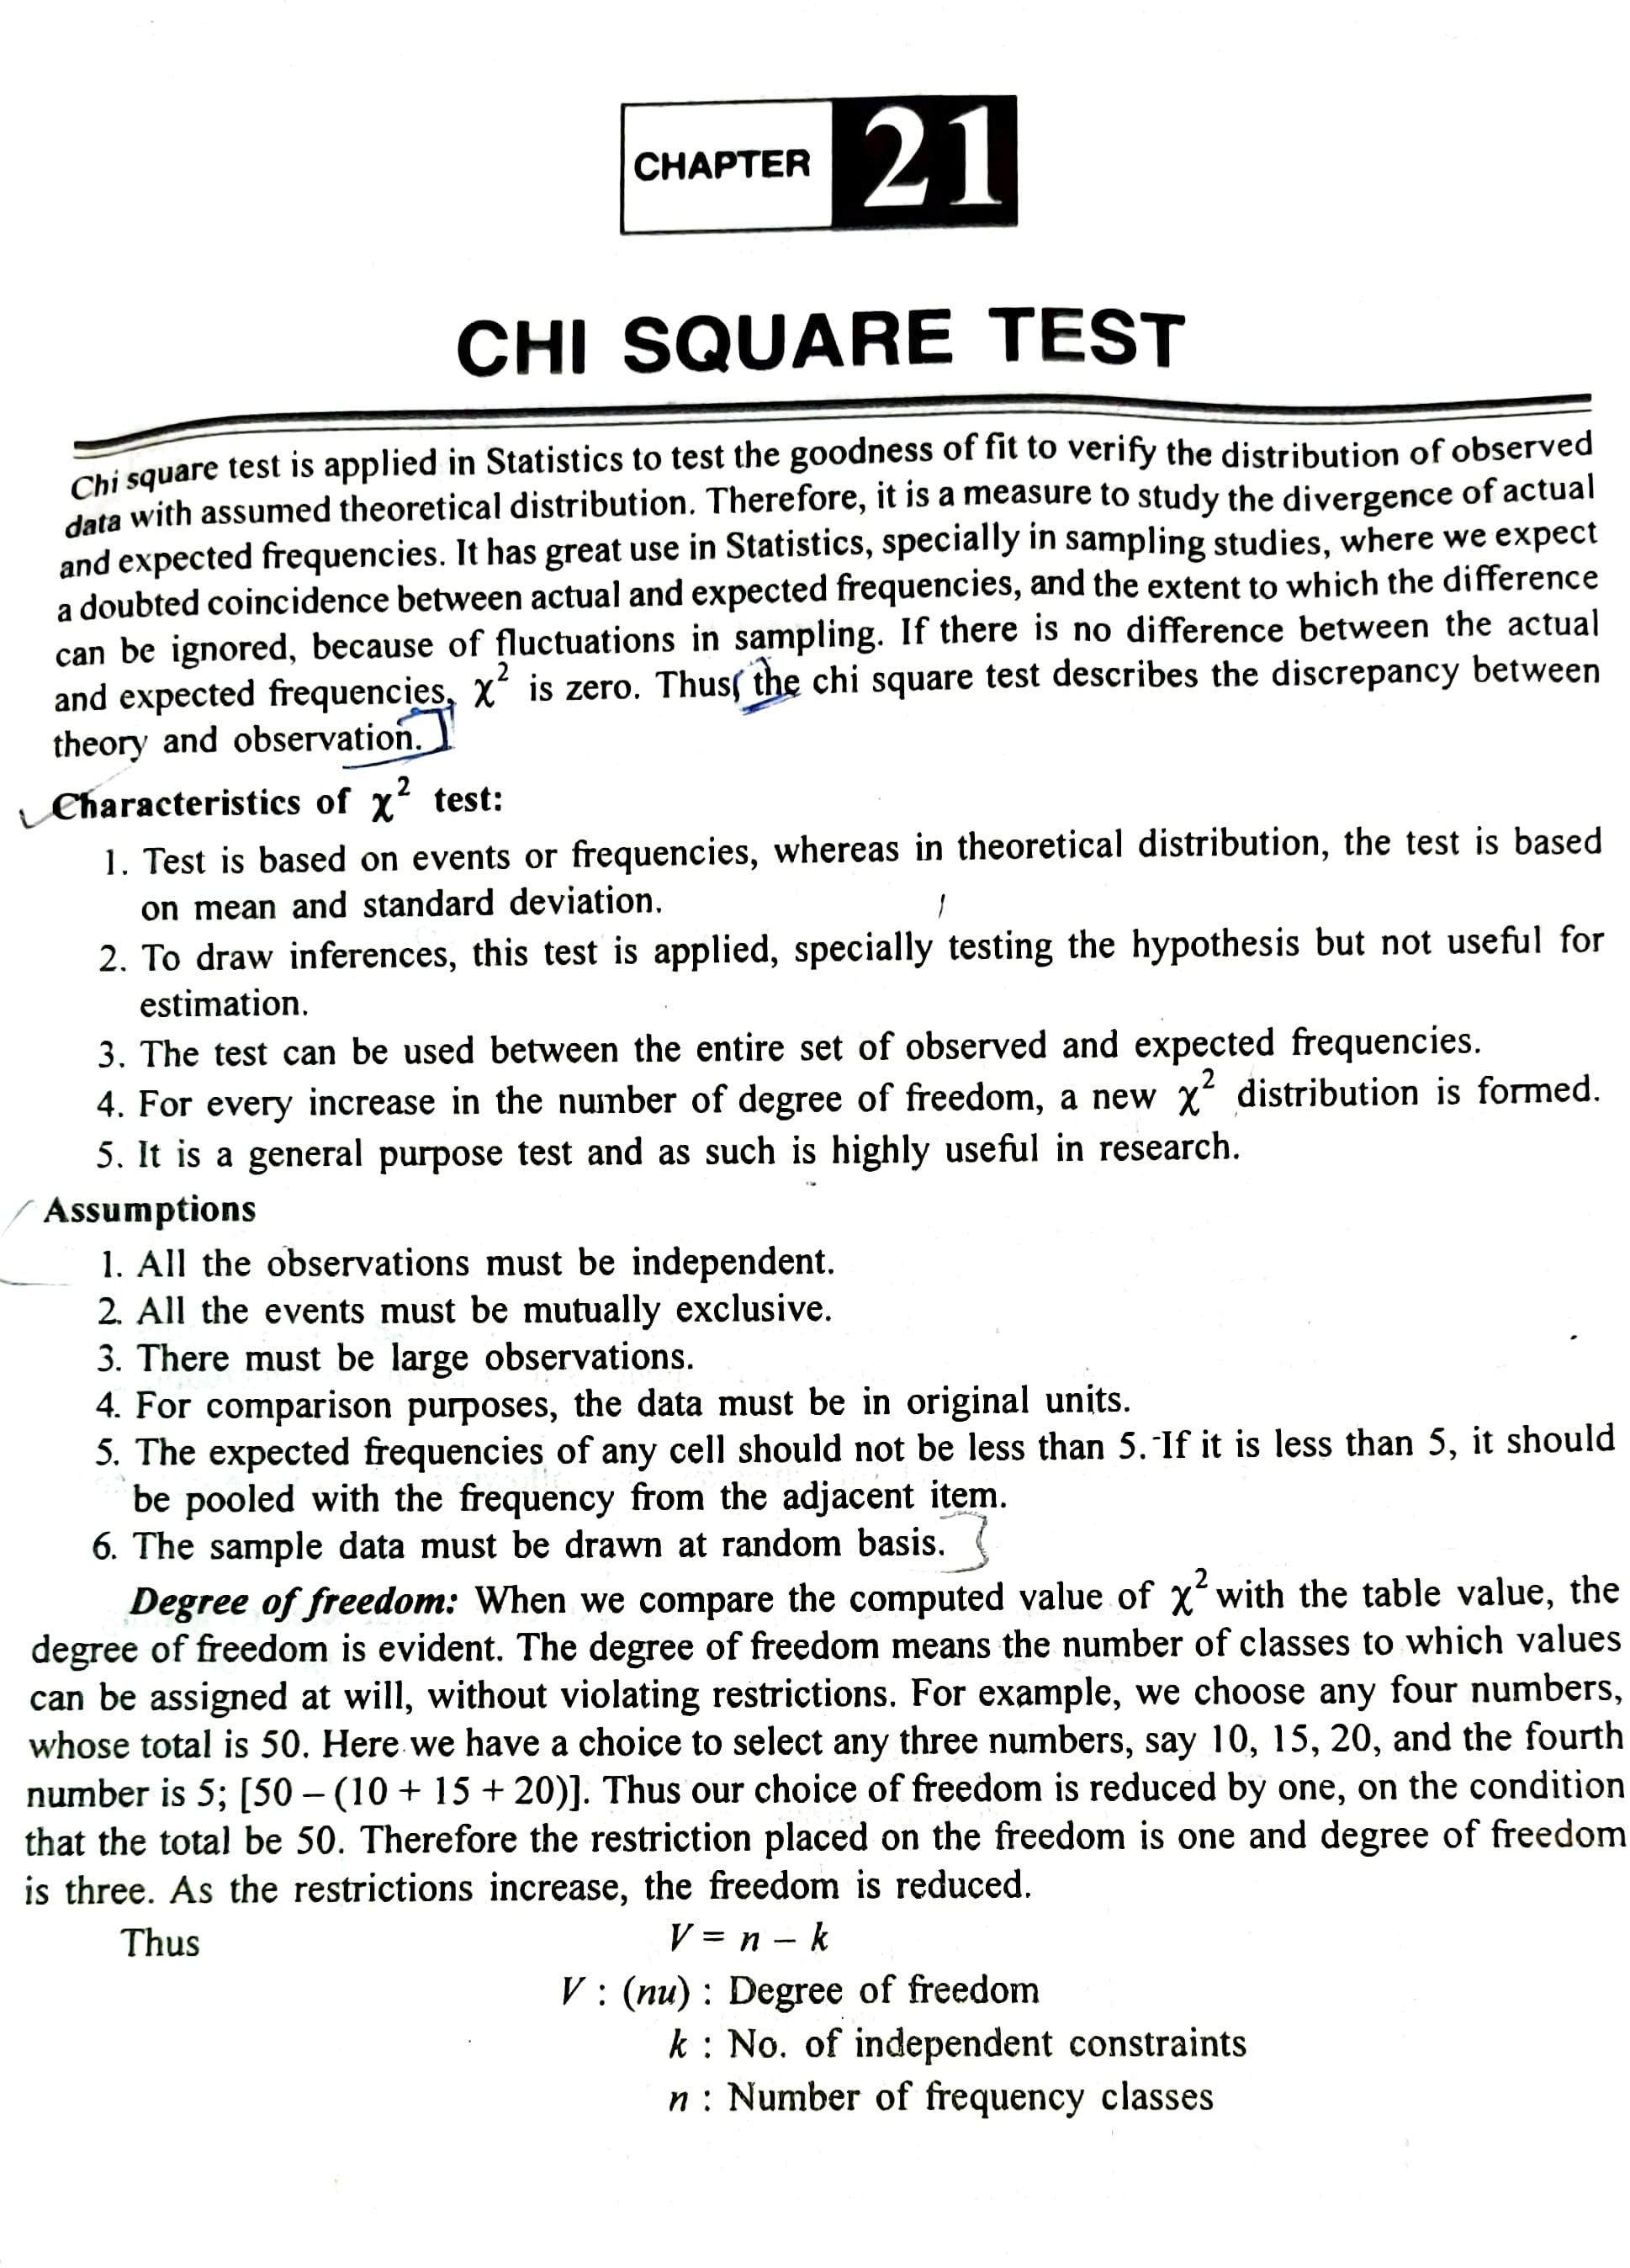 CHAPTER 21
CHI SQUARE TEST
Chi square test is applied in Statistics to test the goodness of fit to verify the distribution of observed
data with assumed theoretical distribution. Therefore, it is a measure to study the divergence of actual
and expected frequencies. It has great use in Statistics, specially in sampling studies, where we expect
a doubted coincidence between actual and expected frequencies, and the extent to which the difference
can be ignored, because of fluctuations in sampling. If there is no difference between the actual
and expected frequencies, χ² is zero. Thus the chi square test describes the discrepancy between
theory and observation.
Characteristics of χ² test:
1. Test is based on events or frequencies, whereas in theoretical distribution, the test is based
on mean and standard deviation.
2. To draw inferences, this test is applied, specially testing the hypothesis but not useful for
estimation.
3. The test can be used between the entire set of observed and expected frequencies.
4. For every increase in the number of degree of freedom, a new χ² distribution is formed.
5. It is a general purpose test and as such is highly useful in research.
Assumptions
1. All the observations must be independent.
2. All the events must be mutually exclusive.
3. There must be large observations.
4. For comparison purposes, the data must be in original units.
5. The expected frequencies of any cell should not be less than 5. If it is less than 5, it should
be pooled with the frequency from the adjacent item.
6. The sample data must be drawn at random basis.
Degree of freedom: When we compare the computed value of χ² with the table value, the
degree of freedom is evident. The degree of freedom means the number of classes to which values
can be assigned at will, without violating restrictions. For example, we choose any four numbers,
whose total is 50. Here we have a choice to select any three numbers, say 10, 15, 20, and the fourth
number is 5; [50 – (10 + 15 + 20)]. Thus our choice of freedom is reduced by one, on the condition
that the total be 50. Therefore the restriction placed on the freedom is one and degree of freedom
is three. As the restrictions increase, the freedom is reduced.
Thus V = n – k
V : (nu) : Degree of freedom
k : No. of independent constraints
n : Number of frequency classes